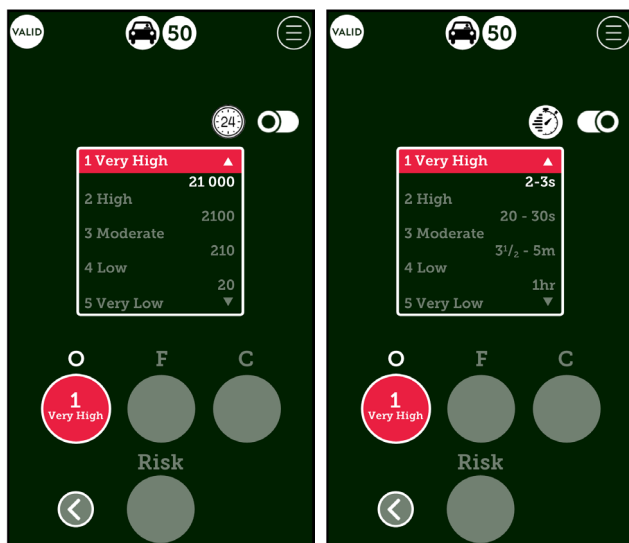 VALID
50
24
1 Very High
21 000
2 High
2100
3 Moderate
210
4 Low
20
5 Very Low
O F C
1
Very High
Risk
VALID
50
1 Very High
2-3s
2 High
20 - 30s
3 Moderate
3¹/₂ - 5m
4 Low
1hr
5 Very Low
O F C
1
Very High
Risk